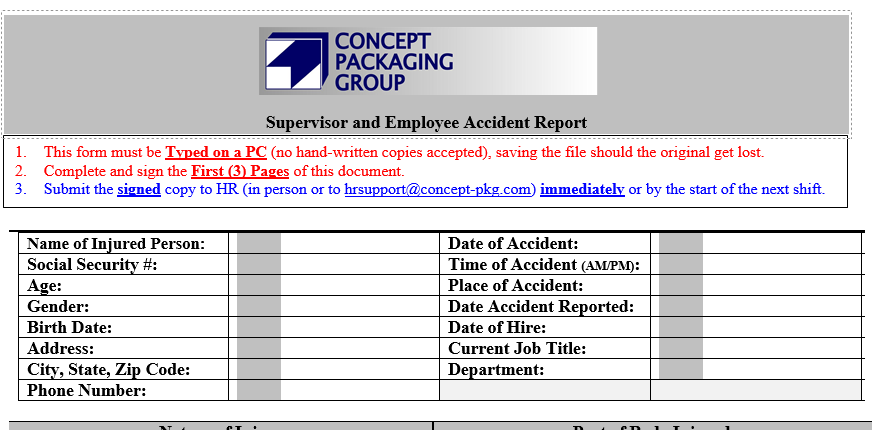 CONCEPT
PACKAGING
GROUP
Supervisor and Employee Accident Report
1. This form must be Typed on a PC (no hand-written copies accepted), saving the file should the original get lost.
2. Complete and sign the First (3) Pages of this document.
3. Submit the signed copy to HR (in person or to hrsupport@concept-pkg.com) immediately or by the start of the next shift.
Name of Injured Person: Date of Accident:
Social Security #: Time of Accident (AM/PM):
Age: Place of Accident:
Gender: Date Accident Reported:
Birth Date: Date of Hire:
Address: Current Job Title:
City, State, Zip Code: Department:
Phone Number: